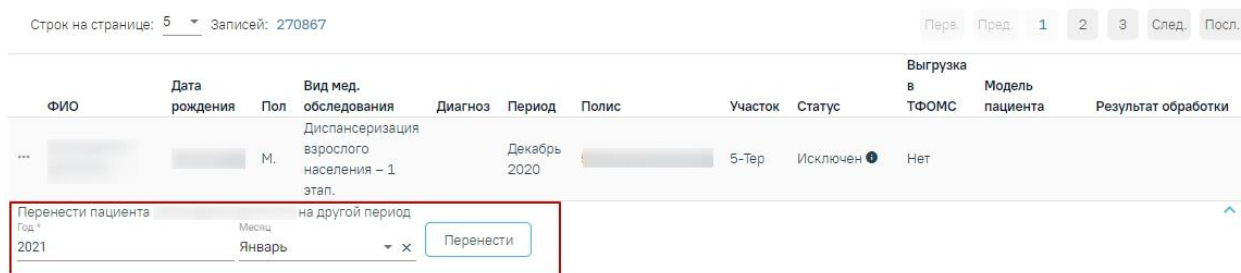 Строк на странице: 5 Записей: 270867 Перв. Пред. 1 2 3 След. Посл.
ФИО Дата рождения Пол Вид мед. обследования Диагноз Период Полис Участок Статус Выгрузка в ТФОМС Модель пациента Результат обработки
... М. Диспансеризация взрослого населения – 1 этап. Декабрь 2020 5-Тер Исключен Нет
Перенести пациента на другой период
Год * Месяц
2021 Январь Перенести